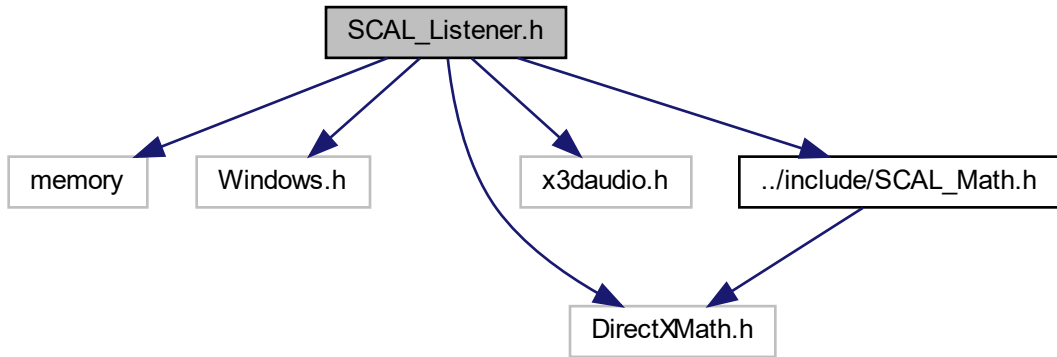 SCAL_Listener.h
memory
Windows.h
x3daudio.h
../include/SCAL_Math.h
DirectXMath.h